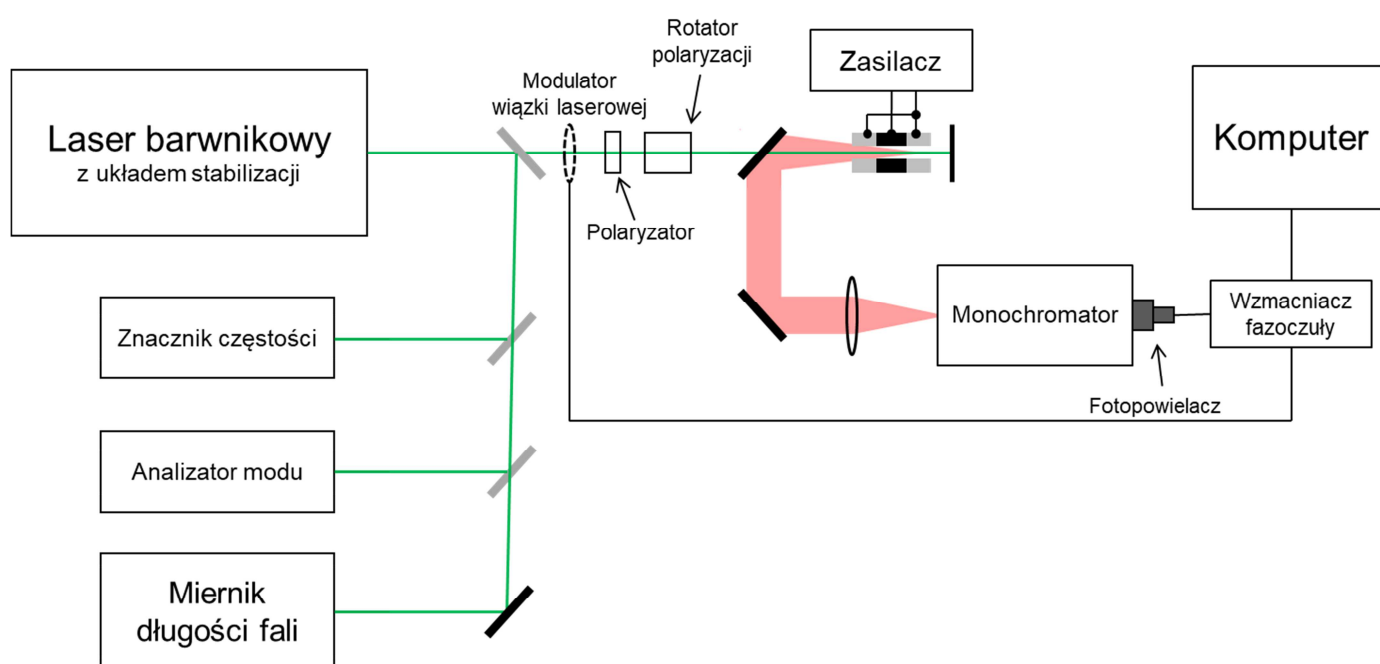 Laser barwnikowy
z układem stabilizacji
Modulator
wiązki laserowej
Rotator
polaryzacji
Polaryzator
Zasilacz
Komputer
Monochromator
Wzmacniacz
fazoczuły
Fotopowielacz
Znacznik częstości
Analizator modu
Miernik
długości fali